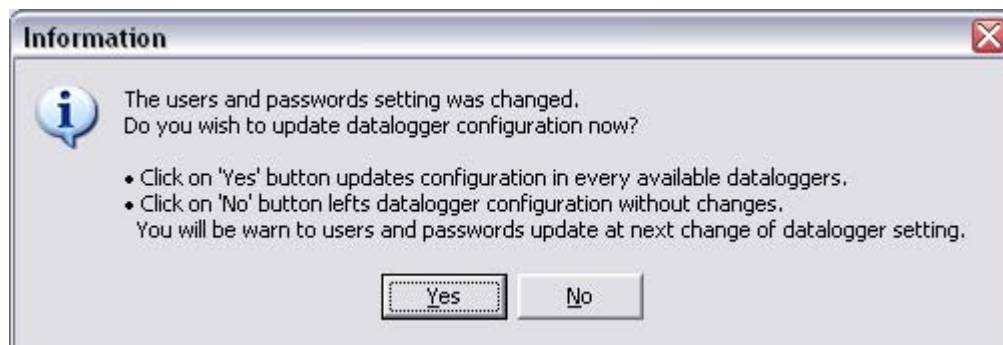 Information
The users and passwords setting was changed.
Do you wish to update datalogger configuration now?
• Click on 'Yes' button updates configuration in every available dataloggers.
• Click on 'No' button lefts datalogger configuration without changes.
You will be warn to users and passwords update at next change of datalogger setting.
Yes No